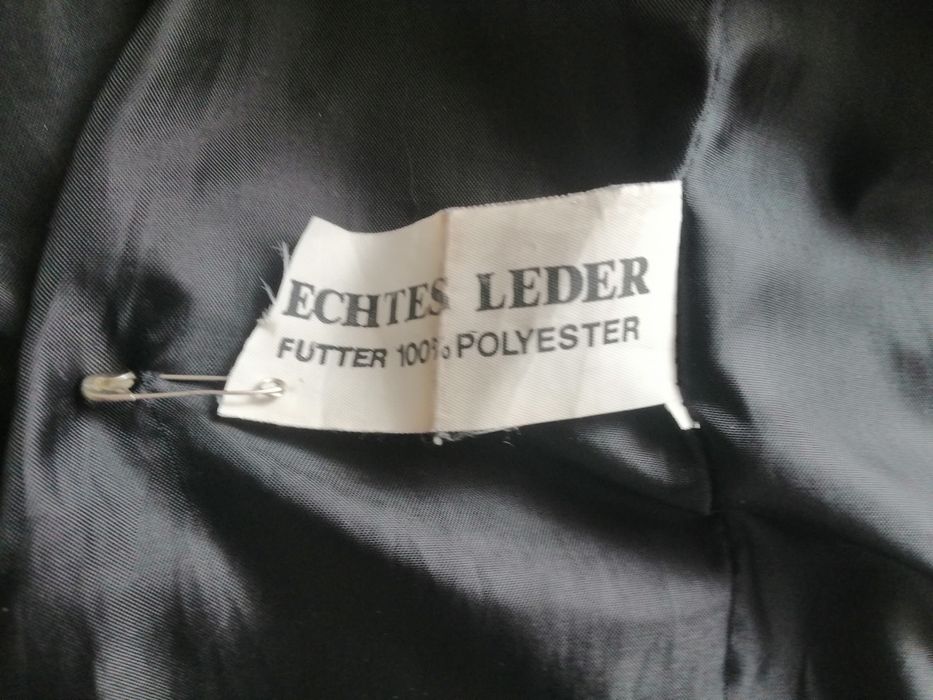 ECHTES LEDER
FUTTER 100% POLYESTER